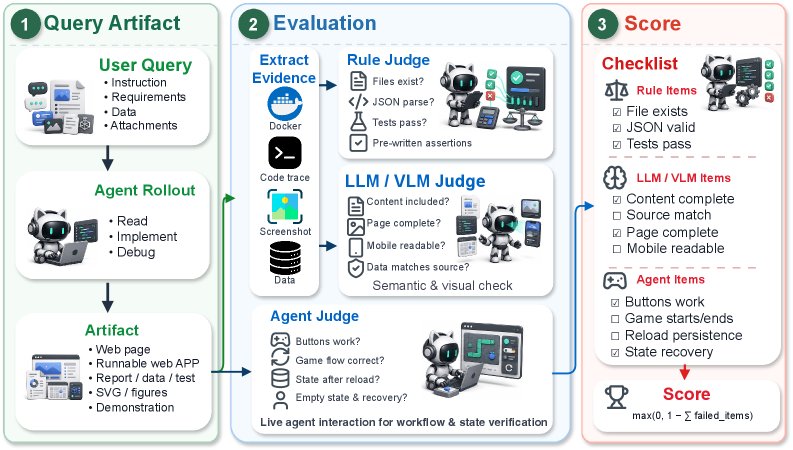 1 Query Artifact
User Query
• Instruction
• Requirements
• Data
• Attachments
Agent Rollout
• Read
• Implement
• Debug
Artifact
• Web page
• Runnable web APP
• Report / data / test
• SVG / figures
• Demonstration
2 Evaluation
Extract
Evidence
Docker
Code trace
Screenshot
Data
Rule Judge
Files exist?
JSON parse?
Tests pass?
Pre-written assertions
LLM / VLM Judge
Content included?
Page complete?
Mobile readable?
Data matches source?
Semantic & visual check
Agent Judge
Buttons work?
Game flow correct?
State after reload?
Empty state & recovery?
Live agent interaction for workflow & state verification
3 Score
Checklist
Rule Items
☑ File exists
☑ JSON valid
☑ Tests pass
LLM / VLM Items
☑ Content complete
☐ Source match
☑ Page complete
☐ Mobile readable
Agent Items
☑ Buttons work
☐ Game starts/ends
☐ Reload persistence
☑ State recovery
Score
max(0, 1 − ∑ failed_items)